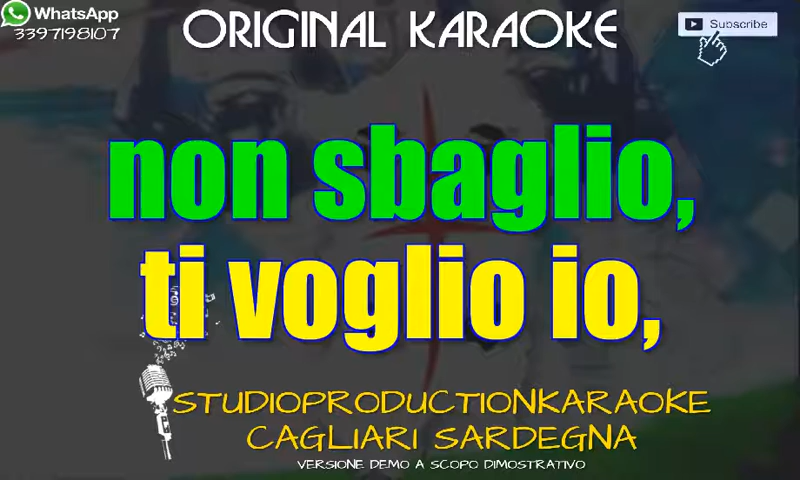 WhatsApp
3397198107
ORIGINAL KARAOKE
Subscribe
non sbaglio,
ti voglio io,
STUDIOPRODUCTIONKARAOKE
CAGLIARI SARDEGNA
VERSIONE DEMO A SCOPO DIMOSTRATIVO